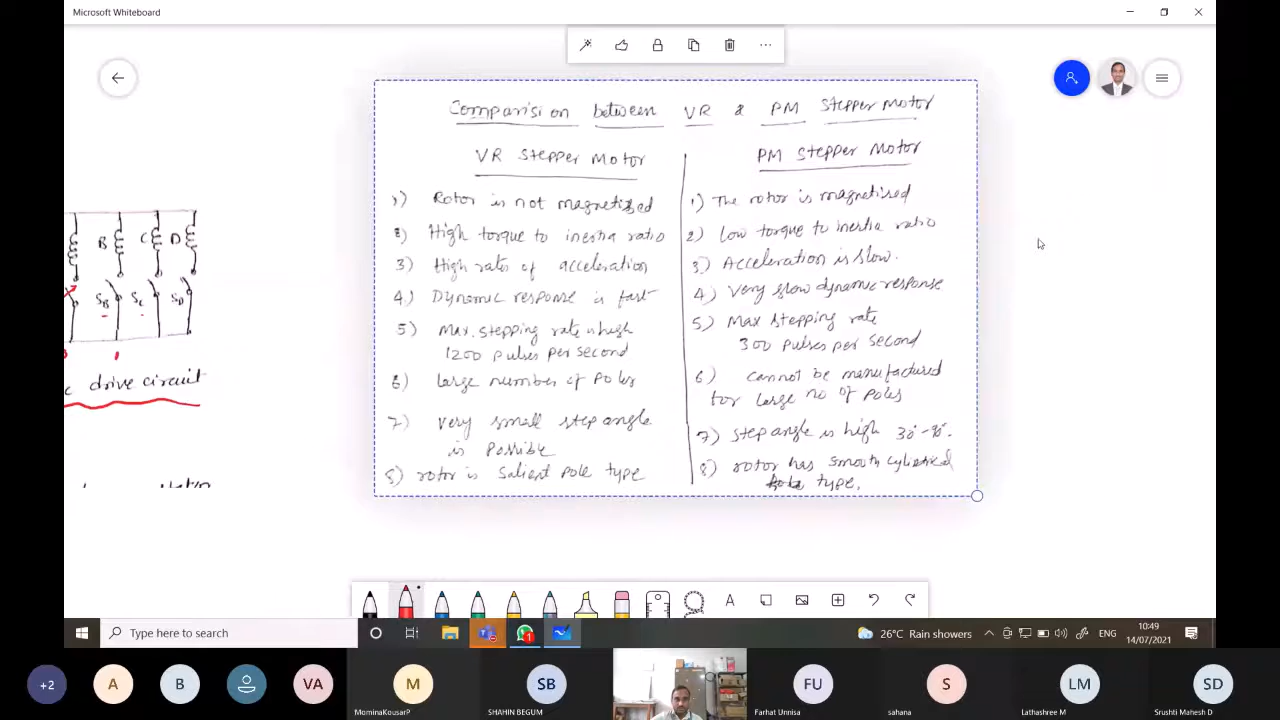 Microsoft Whiteboard
Comparision between VR & PM Stepper Motor
VR Stepper Motor
1) Rotor is not magnetized
2) High torque to inertia ratio
3) High rates of acceleration
4) Dynamic response is fast
5) Max. stepping rate is high
1200 pulses per second
6) large number of Poles
7) very small step angle
is possible
8) rotor is salient pole type
PM Stepper Motor
1) The rotor is magnetised
2) Low torque to inertia ratio
3) Acceleration is slow.
4) Very slow dynamic response
5) Max stepping rate
300 pulses per second
6) cannot be manufactured
for large no of poles
7) Step angle is high 30°-90°.
8) rotor has smooth cylindrical
type.
B C D
SB SC SD
c drive circuit
A
Type here to search
26°C Rain showers
ENG
10:49
14/07/2021
+2
A
B
VA
M
MominaKousarP
SB
SHAHIN BEGUM
FU
Farhat Unnisa
S
sahana
LM
Lathashree M
SD
Srushti Mahesh D